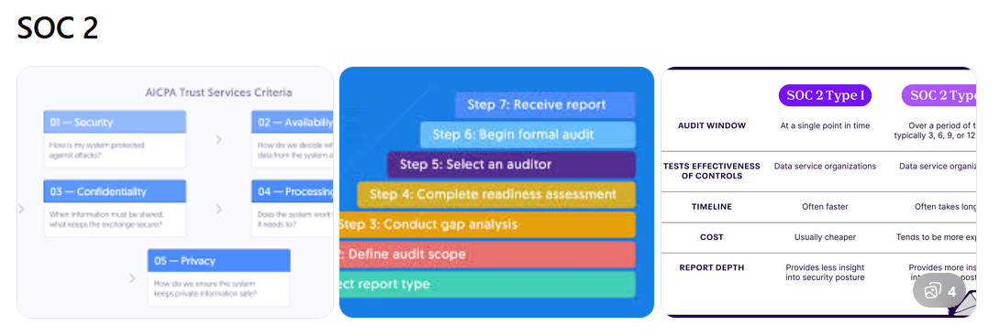 SOC 2
AICPA Trust Services Criteria
01 — Security
How is my system protected
against attacks?
02 — Availability
How do we decide
data from the system
03 — Confidentiality
When information must be shared,
what keeps the exchange secure?
04 — Processing
Does the system work
it needs to?
05 — Privacy
How do we ensure the system
keeps private information safe?
Step 7: Receive report
Step 6: Begin formal audit
Step 5: Select an auditor
Step 4: Complete readiness assessment
Step 3: Conduct gap analysis
2: Define audit scope
ect report type
SOC 2 Type I
SOC 2 Type
AUDIT WINDOW
At a single point in time
Over a period of t
typically 3, 6, 9, or 12
TESTS EFFECTIVENESS
OF CONTROLS
Data service organizations
Data service organiz
TIMELINE
Often faster
Often takes long
COST
Usually cheaper
Tends to be more exp
REPORT DEPTH
Provides less insight
into security posture
Provides more ins
4